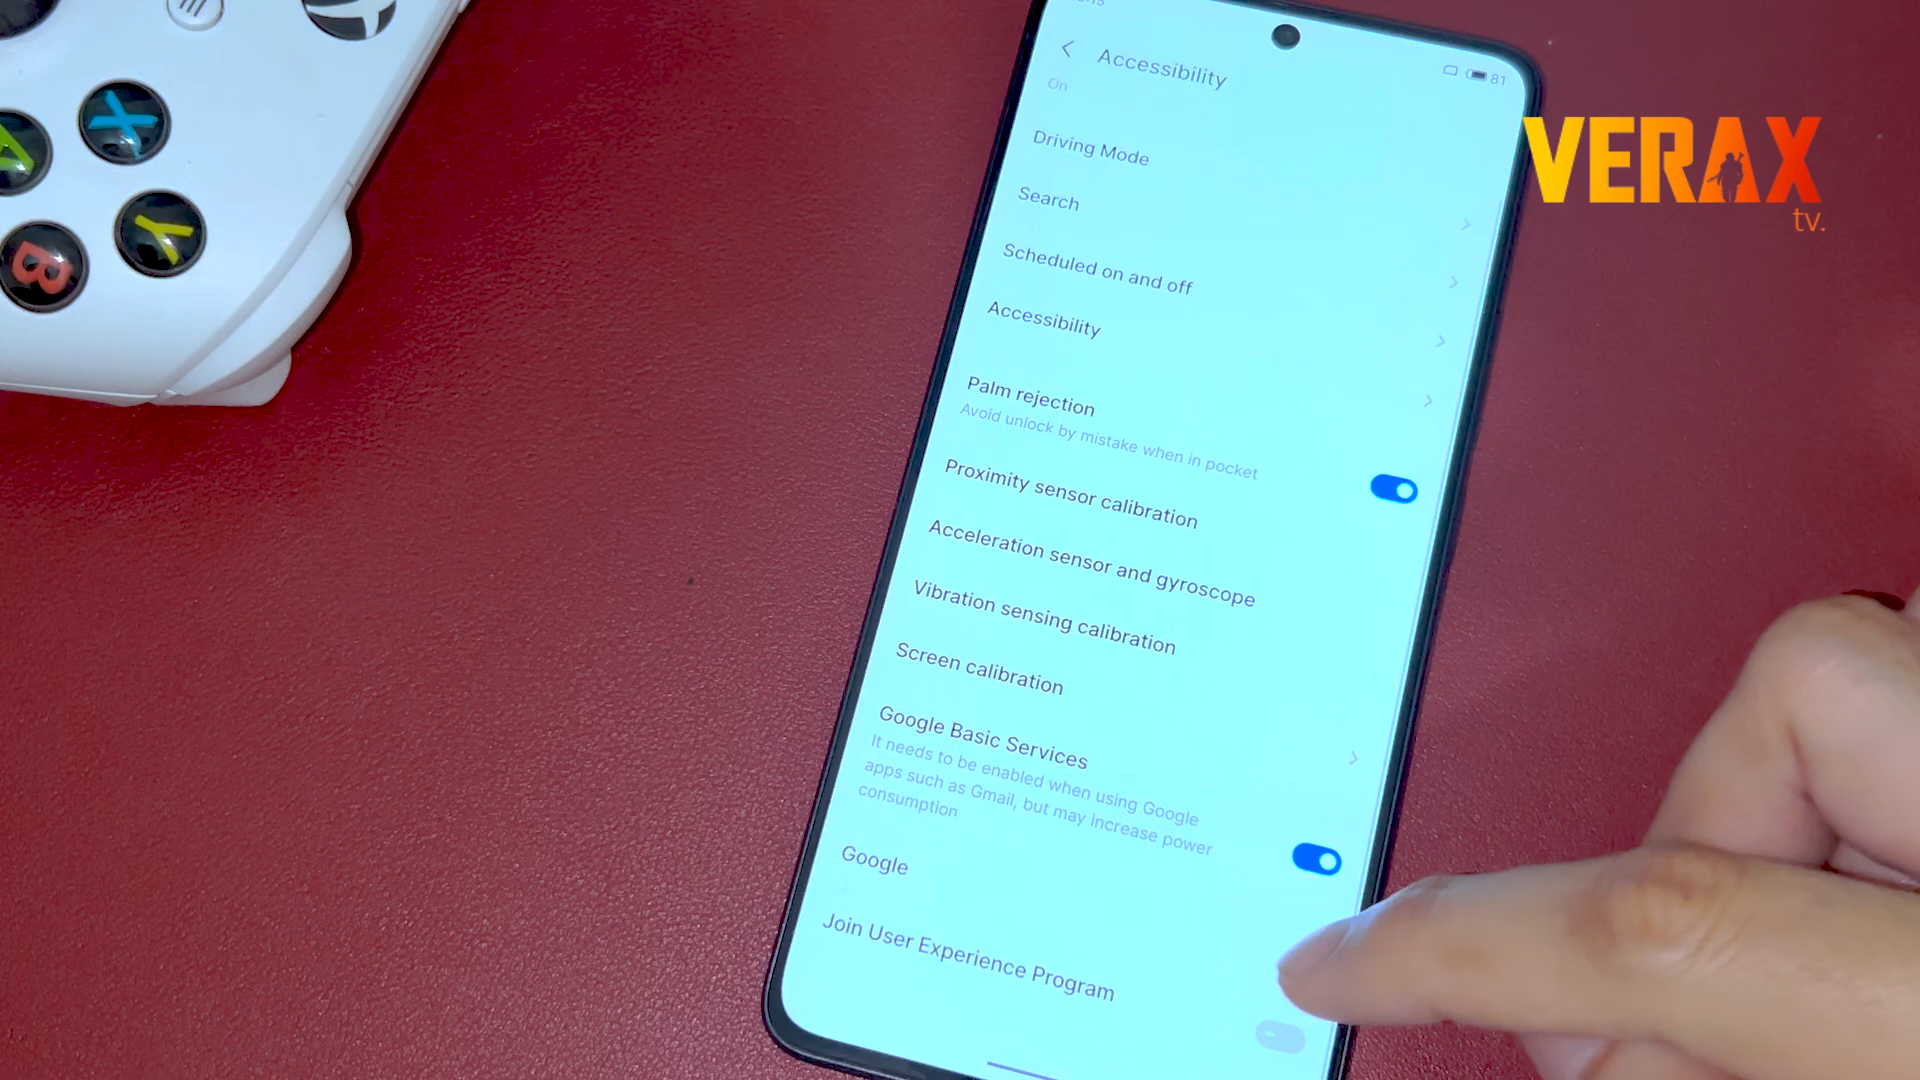 Accessibility
81
On
Driving Mode
Search
Scheduled on and off
Accessibility
Palm rejection
Avoid unlock by mistake when in pocket
Proximity sensor calibration
Acceleration sensor and gyroscope
Vibration sensing calibration
Screen calibration
Google Basic Services
It needs to be enabled when using Google
apps such as Gmail, but may increase power
consumption
Google
Join User Experience Program
VERAX
tv.
X
A
Y
B